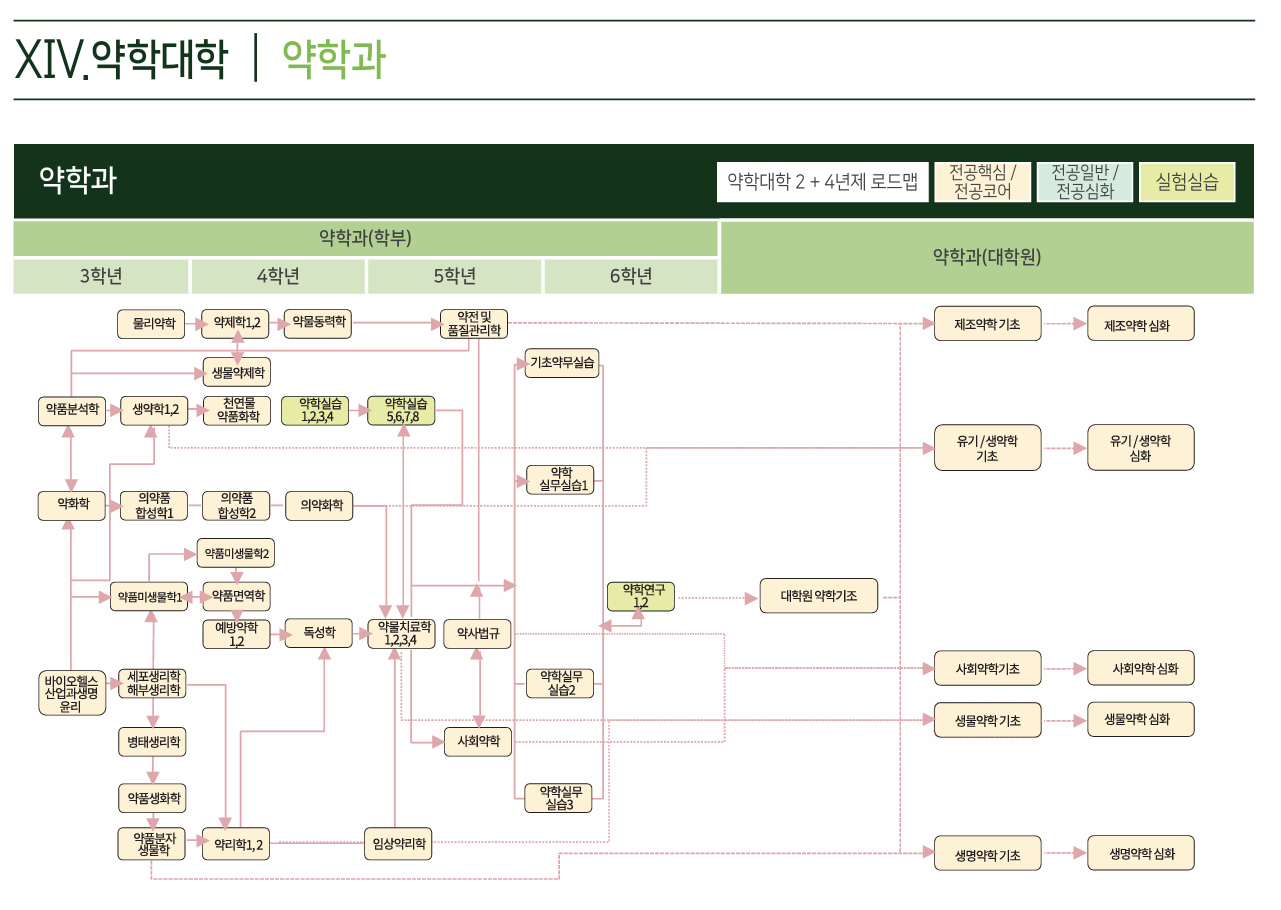 XIV.약학대학 | 약학과
약학과
약학대학 2 + 4년제 로드맵
전공핵심 /
전공코어
전공일반 /
전공심화
실험실습
약학과(학부)
약학과(대학원)
3학년
4학년
5학년
6학년
물리약학
약제학1,2
약물동력학
약전 및
품질관리학
제조약학 기초
제조약학 심화
생물약제학
기초약무실습
약품분석학
생약학1,2
천연물
약품화학
약학실습
1,2,3,4
약학실습
5,6,7,8
유기 / 생약학
기초
유기 / 생약학
심화
약학
실무실습1
약화학
의약품
합성학1
의약품
합성학2
의약화학
약품미생물학2
약품미생물학1
약품면역학
약학연구
1,2
대학원 약학기조
예방약학
1,2
독성학
약물치료학
1,2,3,4
약사법규
바이오헬스
산업과생명
윤리
세포생리학
해부생리학
약학실무
실습2
사회약학기초
사회약학 심화
생물약학 기초
생물약학 심화
병태생리학
사회약학
약품생화학
약학실무
실습3
약품분자
생물학
약리학1,2
임상약리학
생명약학 기초
생명약학 심화